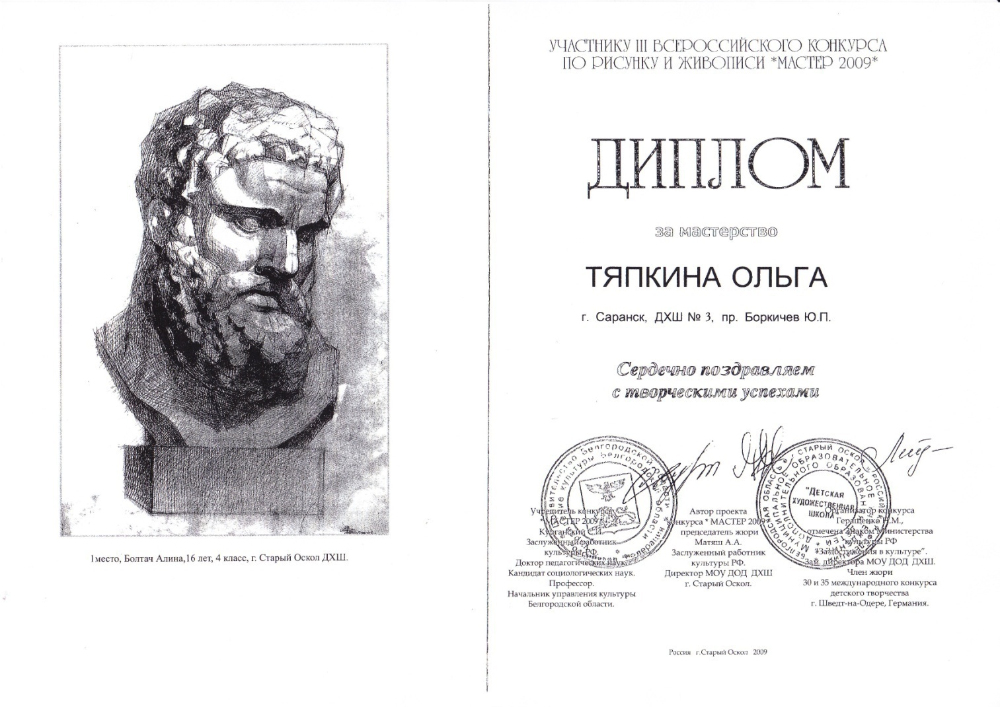 1место, Болтач Алина,16 лет, 4 класс, г. Старый Оскол ДХШ.
УЧАСТНИКУ III ВСЕРОССИЙСКОГО КОНКУРСА
ПО РИСУНКУ И ЖИВОПИСИ *МАСТЕР 2009*
ДИПЛОМ
за мастерство
ТЯПКИНА ОЛЬГА
г. Саранск, ДХШ № 3, пр. Боркичев Ю.П.
Сердечно поздравляем
с творческими успехами
Учредитель конкурса
* МАСТЕР 2009*
Курганский С.И.
Заслуженный работник
культуры РФ.
Доктор педагогических наук.
Кандидат социологических наук.
Профессор.
Начальник управления культуры
Белгородской области.
Автор проекта
конкурса * МАСТЕР 2009*
председатель жюри
Матяш А.А.
Заслуженный работник
культуры РФ.
Директор МОУ ДОД ДХШ
г. Старый Оскол.
Организатор конкурса
Геращенко Н.М.,
отмечена знаком Министерства
культуры РФ
"За достижения в культуре".
Зам. директора МОУ ДОД ДХШ.
Член жюри
30 и 35 международного конкурса
детского творчества
г. Шведт-на-Одере, Германия.
"ДЕТСКАЯ
ХУДОЖЕСТВЕННАЯ
ШКОЛА"
Россия г.Старый Оскол 2009